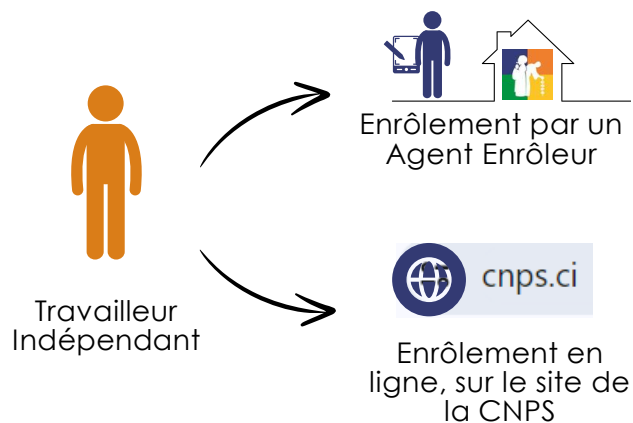 Enrôlement par un
Agent Enrôleur
cnps.ci
Travailleur
Indépendant
Enrôlement en
ligne, sur le site de
la CNPS